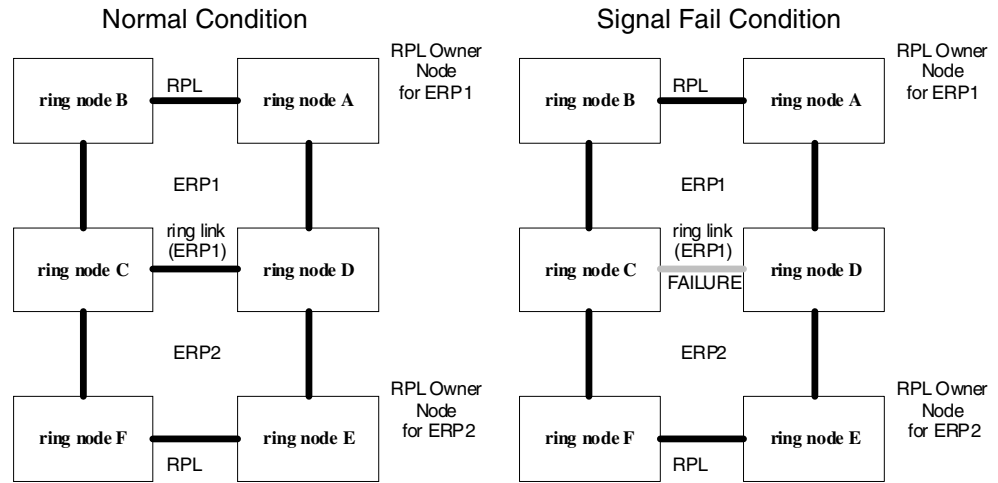 Normal Condition
RPL Owner
Node
for ERP1
ring node B
RPL
ring node A
ERP1
ring link
(ERP1)
ring node C
ring node D
ERP2
RPL Owner
Node
for ERP2
ring node F
ring node E
RPL
Signal Fail Condition
RPL Owner
Node
for ERP1
ring node B
RPL
ring node A
ERP1
ring link
(ERP1)
ring node C
FAILURE
ring node D
ERP2
RPL Owner
Node
for ERP2
ring node F
ring node E
RPL